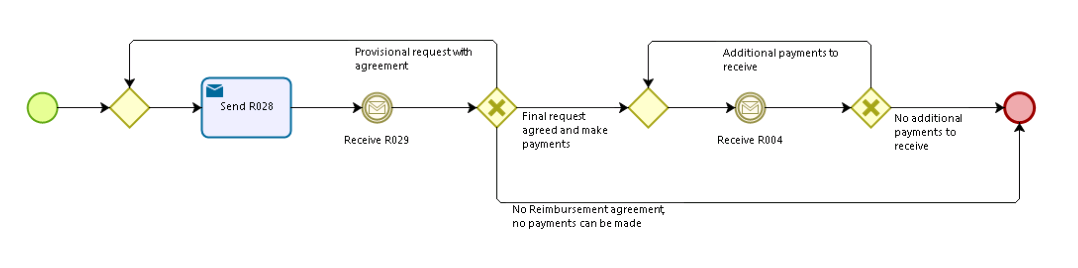 Provisional request with
agreement
Additional payments to
receive
Send R028
Receive R029
Final request
agreed and make
payments
Receive R004
No additional
payments to
receive
No Reimbursement agreement,
no payments can be made